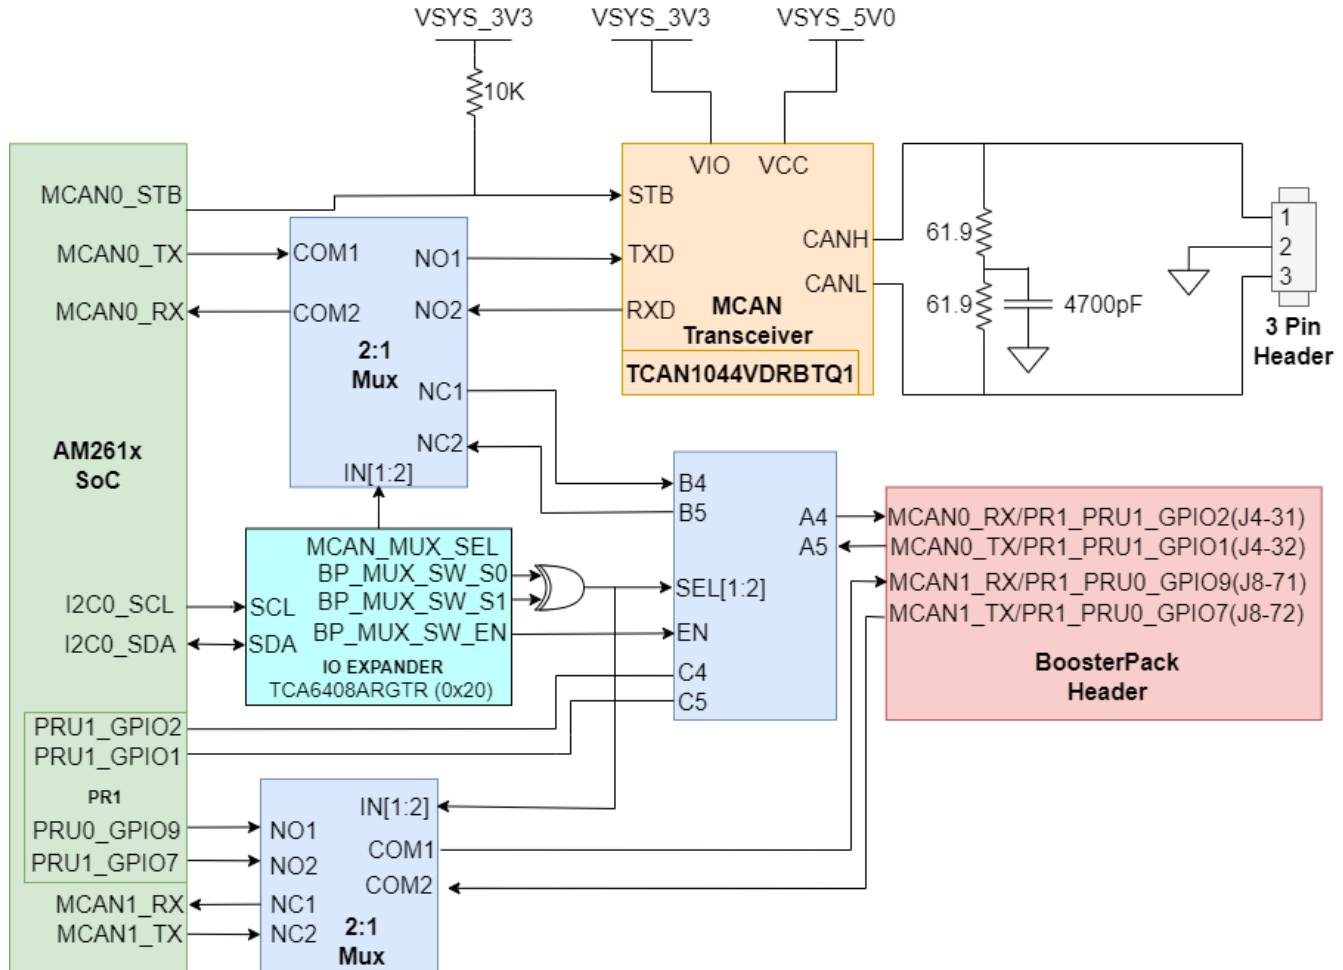 VSYS_3V3
VSYS_3V3
VSYS_5V0
10K
MCAN0_STB
MCAN0_TX
MCAN0_RX
AM261x
SoC
I2C0_SCL
I2C0_SDA
PRU1_GPIO2
PRU1_GPIO1
PR1
PRU0_GPIO9
PRU1_GPIO7
MCAN1_RX
MCAN1_TX
COM1
COM2
NO1
NO2
2:1
Mux
NC1
NC2
IN[1:2]
VIO
VCC
STB
TXD
RXD
CANH
CANL
MCAN
Transceiver
TCAN1044VDRBTQ1
61.9
61.9
4700pF
1
2
3
3 Pin
Header
MCAN_MUX_SEL
BP_MUX_SW_S0
BP_MUX_SW_S1
BP_MUX_SW_EN
SCL
SDA
IO EXPANDER
TCA6408ARGTR (0x20)
B4
B5
A4
A5
SEL[1:2]
EN
C4
C5
MCAN0_RX/PR1_PRU1_GPIO2(J4-31)
MCAN0_TX/PR1_PRU1_GPIO1(J4-32)
MCAN1_RX/PR1_PRU0_GPIO9(J8-71)
MCAN1_TX/PR1_PRU0_GPIO7(J8-72)
BoosterPack
Header
IN[1:2]
NO1
NO2
COM1
COM2
NC1
NC2
2:1
Mux